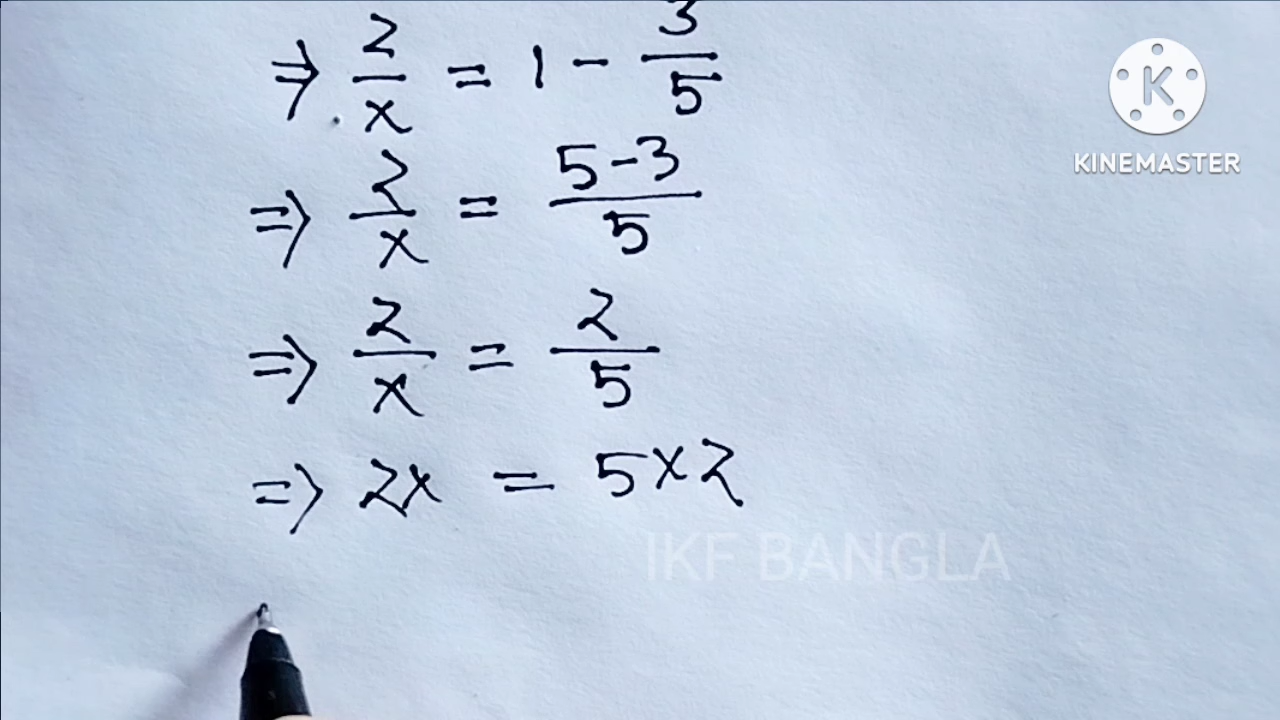 ⇒ 2/x = 1 - 3/5
K
KINEMASTER
⇒ 2/x = 5-3/5
⇒ 2/x = 2/5
⇒ 2x = 5×2
IKF BANGLA